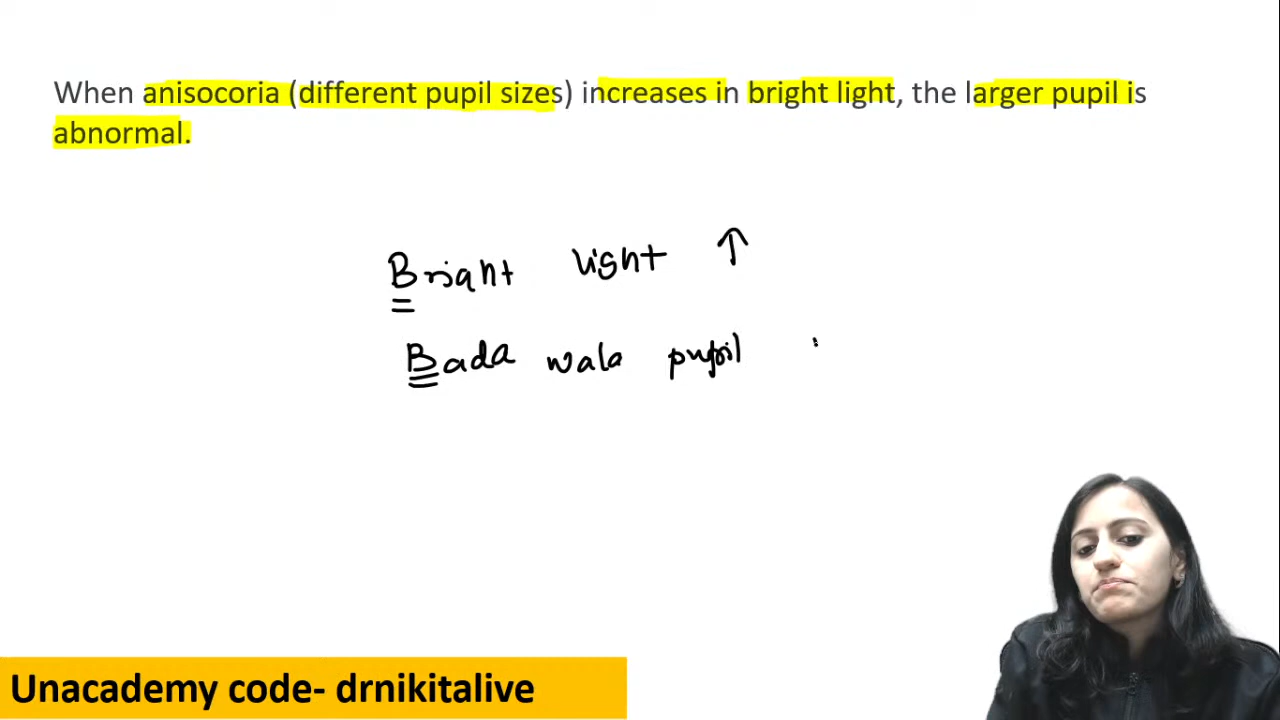 When anisocoria (different pupil sizes) increases in bright light, the larger pupil is
abnormal.
Bright light ↑
Bada wala pupil
Unacademy code- drnikitalive